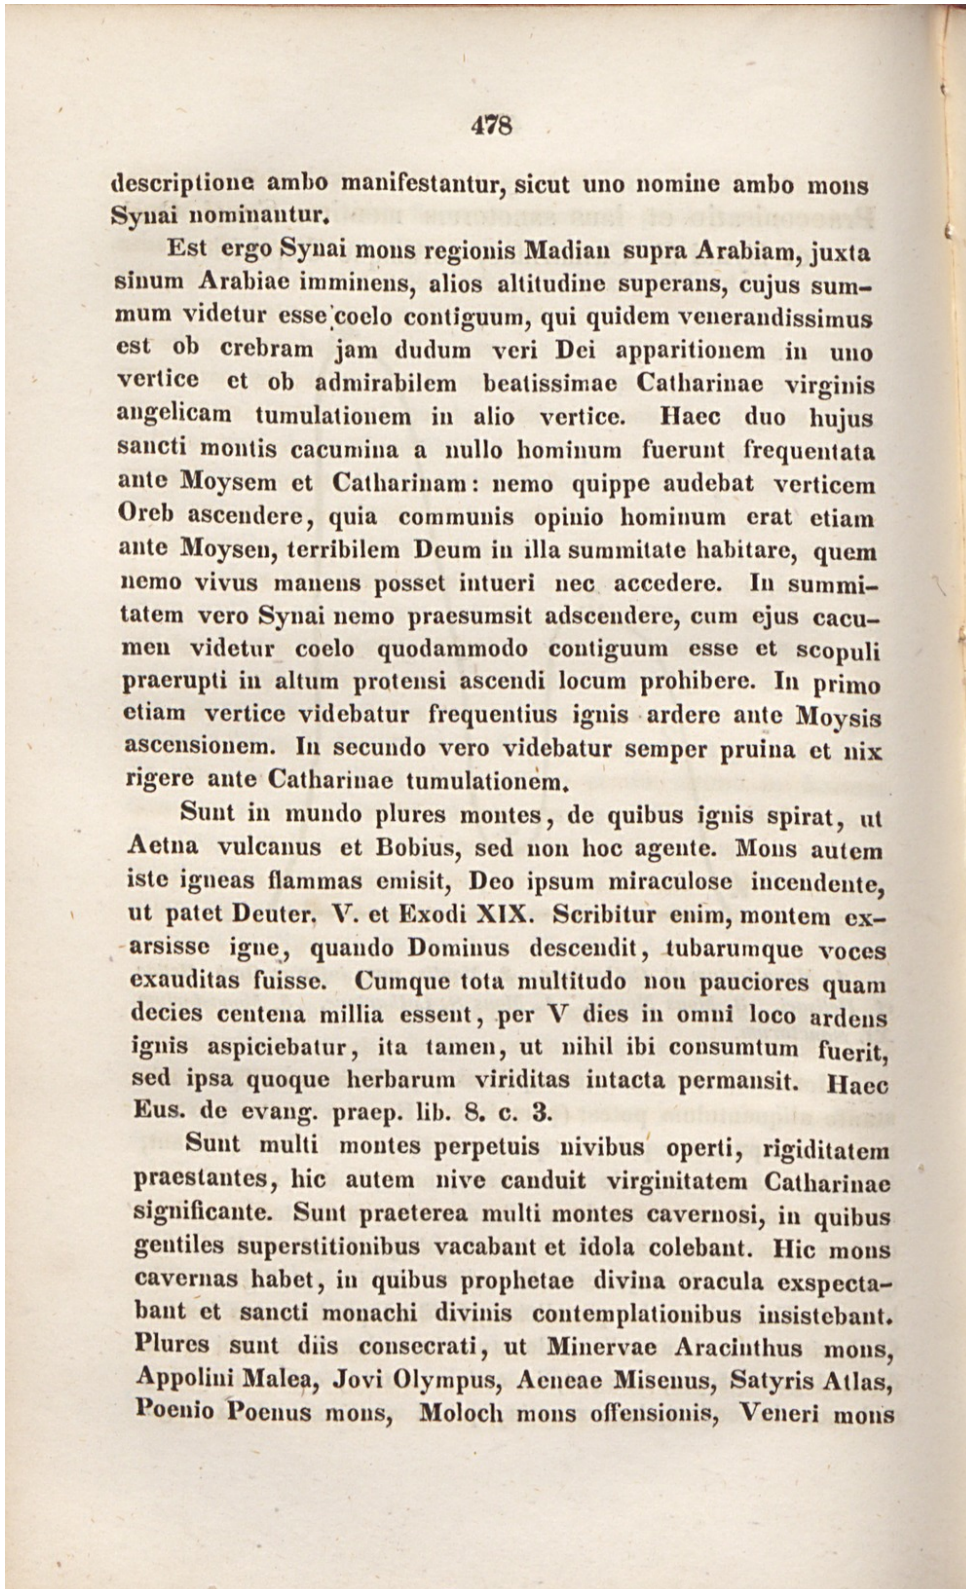 478
descriptione ambo manifestantur, sicut uno nomine ambo mons
Synai nominantur.
Est ergo Synai mons regionis Madian supra Arabiam, juxta
sinum Arabiae imminens, alios altitudine superans, cujus sum-
mum videtur esse coelo contiguum, qui quidem venerandissimus
est ob crebram jam dudum veri Dei apparitionem in uno
vertice et ob admirabilem beatissimae Catharinae virginis
angelicam tumulationem in alio vertice. Haec duo hujus
sancti montis cacumina a nullo hominum fuerunt frequentata
ante Moysem et Catharinam: nemo quippe audebat verticem
Oreb ascendere, quia communis opinio hominum erat etiam
ante Moysen, terribilem Deum in illa summitate habitare, quem
nemo vivus manens posset intueri nec accedere. In summi-
tatem vero Synai nemo praesumsit adscendere, cum ejus cacu-
men videtur coelo quodammodo contiguum esse et scopuli
praerupti in altum protensi ascendi locum prohibere. In primo
etiam vertice videbatur frequentius ignis ardere ante Moysis
ascensionem. In secundo vero videbatur semper pruina et nix
rigere ante Catharinae tumulationem.
Sunt in mundo plures montes, de quibus ignis spirat, ut
Aetna vulcanus et Bobius, sed non hoc agente. Mons autem
iste igneas flammas emisit, Deo ipsum miraculose incendente,
ut patet Deuter. V. et Exodi XIX. Scribitur enim, montem ex-
arsisse igne, quando Dominus descendit, tubarumque voces
exauditas fuisse. Cumque tota multitudo non pauciores quam
decies centena millia essent, per V dies in omni loco ardens
ignis aspiciebatur, ita tamen, ut nihil ibi consumtum fuerit,
sed ipsa quoque herbarum viriditas intacta permansit. Haec
Eus. de evang. praep. lib. 8. c. 3.
Sunt multi montes perpetuis nivibus operti, rigiditatem
praestantes, hic autem nive canduit virginitatem Catharinae
significante. Sunt praeterea multi montes cavernosi, in quibus
gentiles superstitionibus vacabant et idola colebant. Hic mons
cavernas habet, in quibus prophetae divina oracula exspecta-
bant et sancti monachi divinis contemplationibus insistebant.
Plures sunt diis consecrati, ut Minervae Aracinthus mons,
Appolini Malea, Jovi Olympus, Aeneae Misenus, Satyris Atlas,
Poenio Poenus mons, Moloch mons offensionis, Veneri mons